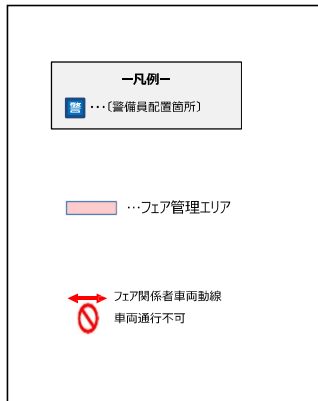 ー凡例ー
警 ･･･〔警備員配置箇所〕
…フェア管理エリア
フェア関係者車両動線
車両通行不可